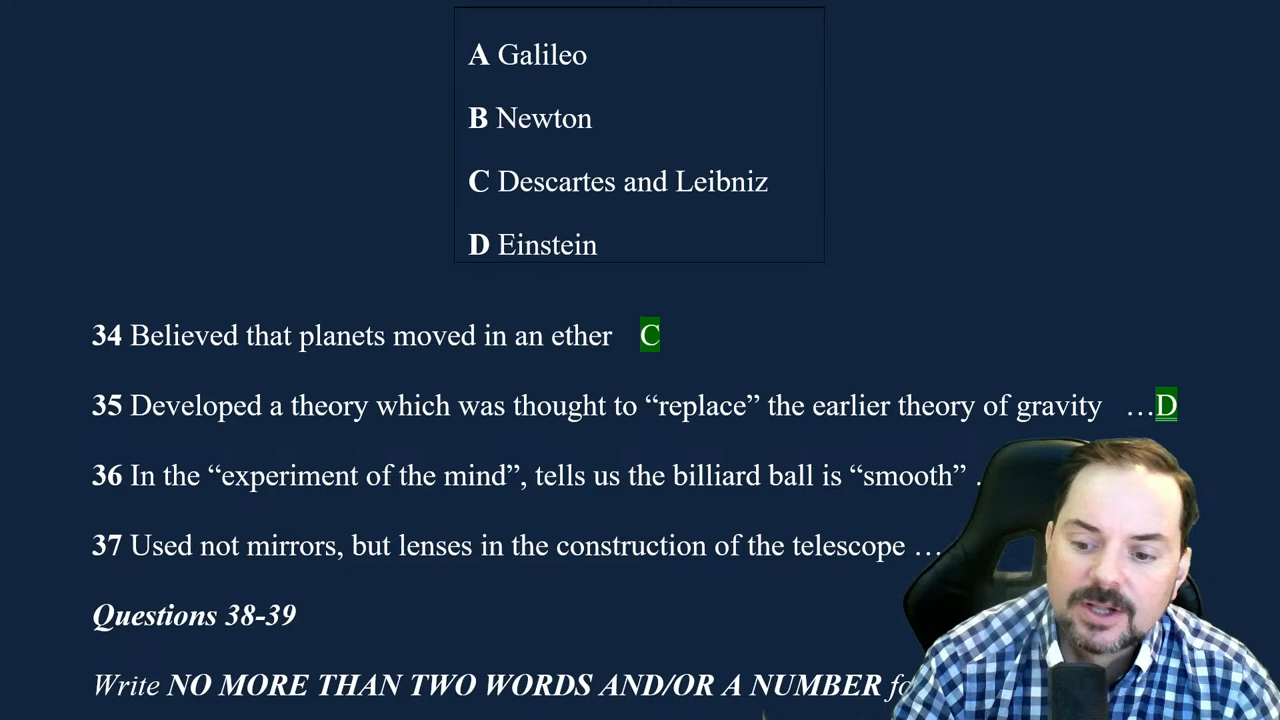 A Galileo
B Newton
C Descartes and Leibniz
D Einstein
34 Believed that planets moved in an ether C
35 Developed a theory which was thought to “replace” the earlier theory of gravity …D
36 In the “experiment of the mind”, tells us the billiard ball is “smooth” .
37 Used not mirrors, but lenses in the construction of the telescope …
Questions 38-39
Write NO MORE THAN TWO WORDS AND/OR A NUMBER